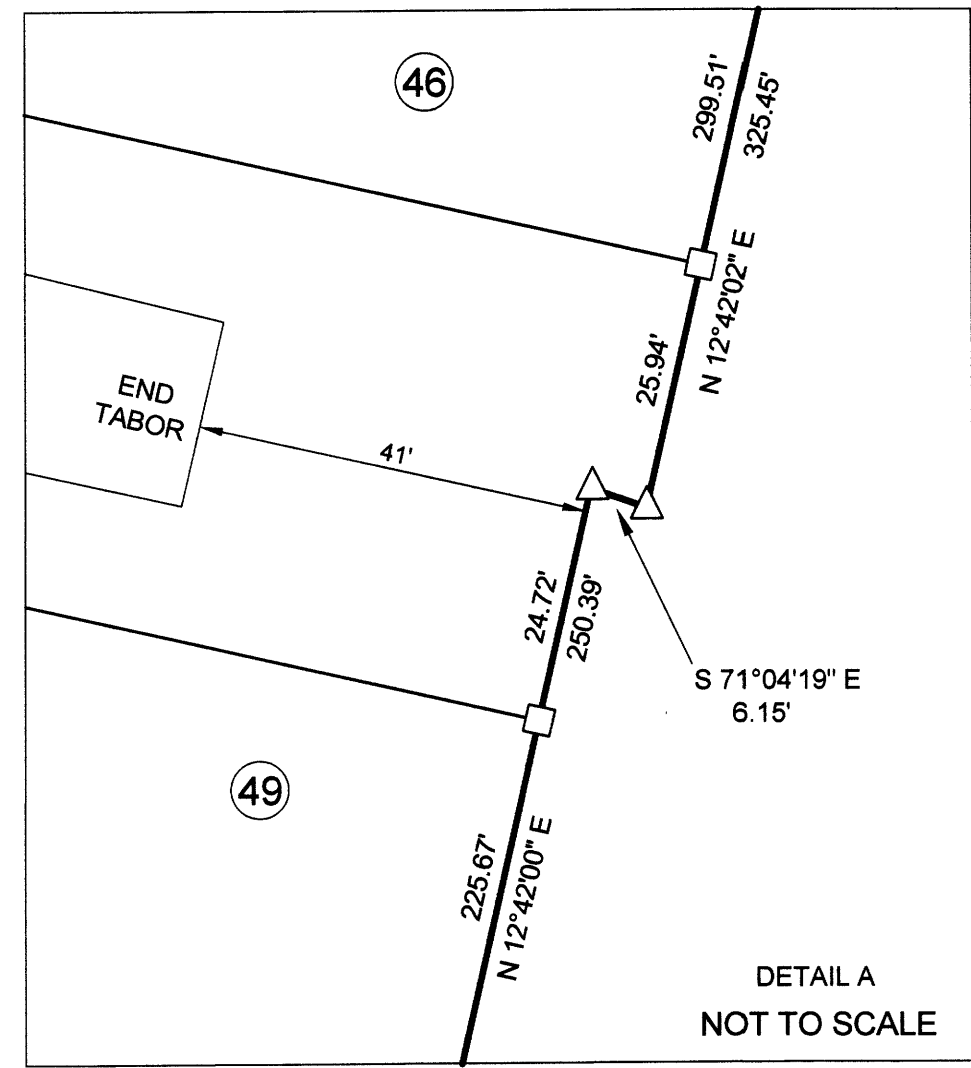 46
299.51'
325.45'
N 12°42'02" E
25.94'
END
TABOR
41'
24.72'
250.39'
S 71°04'19" E
6.15'
49
225.67'
N 12°42'00" E
DETAIL A
NOT TO SCALE